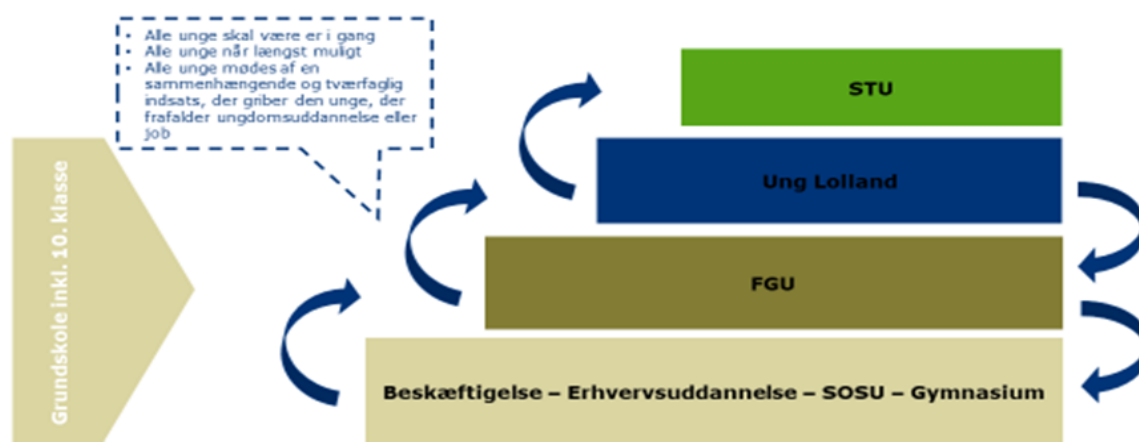 • Alle unge skal være er i gang
• Alle unge når længst muligt
• Alle unge mødes af en
sammenhængende og tværfaglig
indsats, der griber den unge, der
frafalder ungdomsuddannelse eller
job
Grundskole inkl. 10. klasse
STU
Ung Lolland
FGU
Beskæftigelse – Erhvervsuddannelse – SOSU – Gymnasium